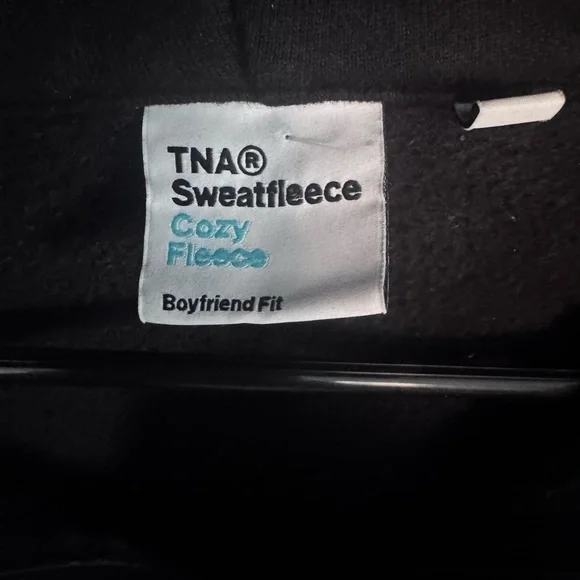 TNA®
Sweatfleece
Cozy
Fleece
Boyfriend Fit